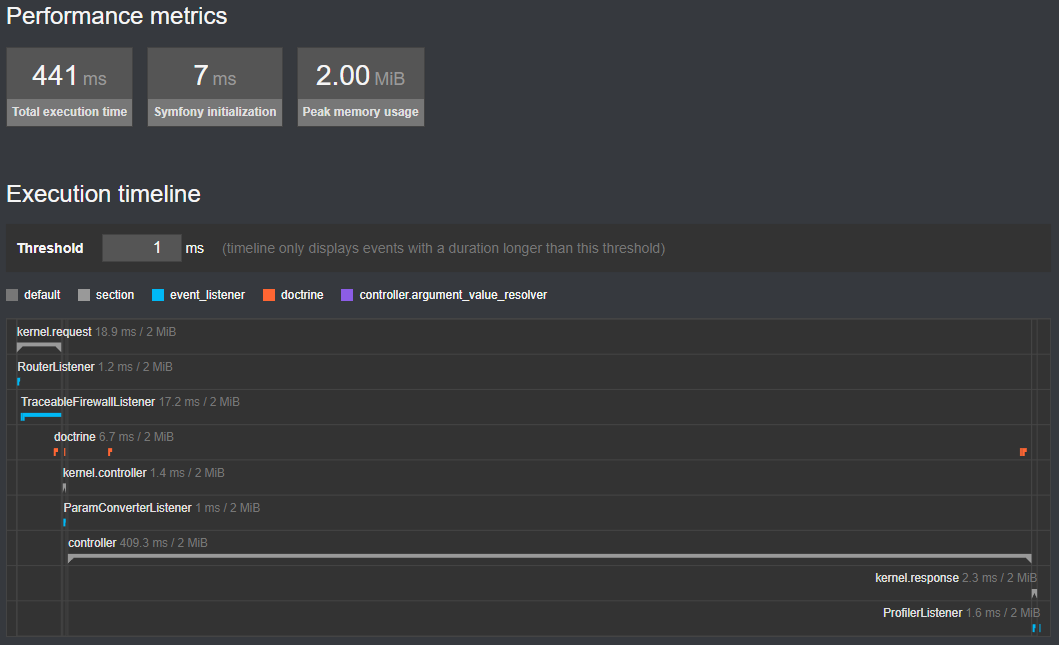 Performance metrics
441 ms
Total execution time
7 ms
Symfony initialization
2.00 MiB
Peak memory usage
Execution timeline
Threshold 1 ms (timeline only displays events with a duration longer than this threshold)
default section event_listener doctrine controller.argument_value_resolver
kernel.request 18.9 ms / 2 MiB
RouterListener 1.2 ms / 2 MiB
TraceableFirewallListener 17.2 ms / 2 MiB
doctrine 6.7 ms / 2 MiB
kernel.controller 1.4 ms / 2 MiB
ParamConverterListener 1 ms / 2 MiB
controller 409.3 ms / 2 MiB
kernel.response 2.3 ms / 2 MiB
ProfilerListener 1.6 ms / 2 MiB